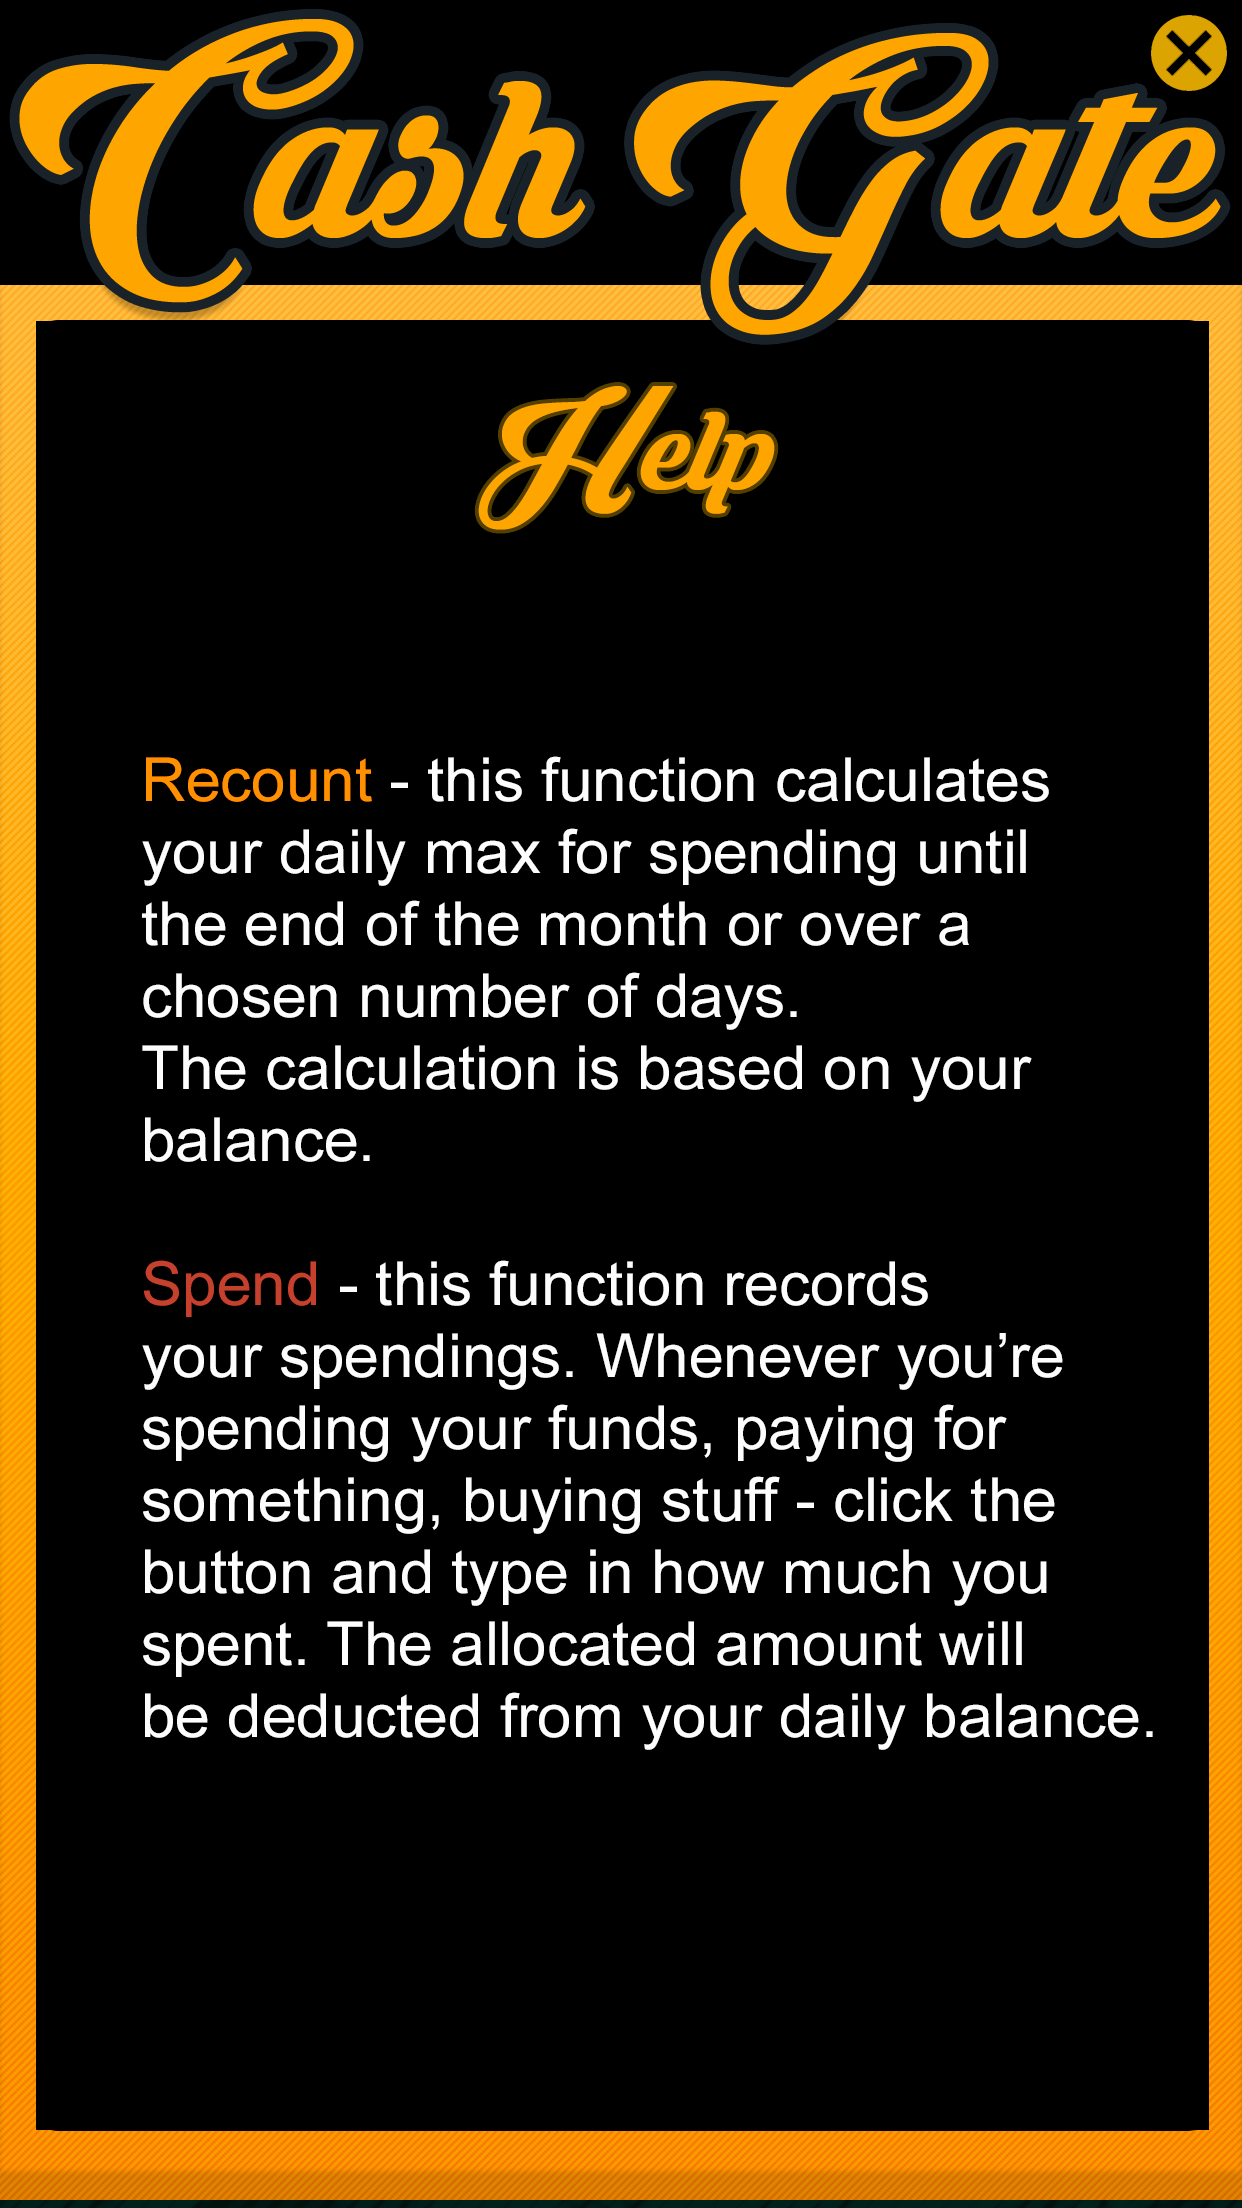 Cash Gate
Help
Recount - this function calculates
your daily max for spending until
the end of the month or over a
chosen number of days.
The calculation is based on your
balance.
Spend - this function records
your spendings. Whenever you’re
spending your funds, paying for
something, buying stuff - click the
button and type in how much you
spent. The allocated amount will
be deducted from your daily balance.